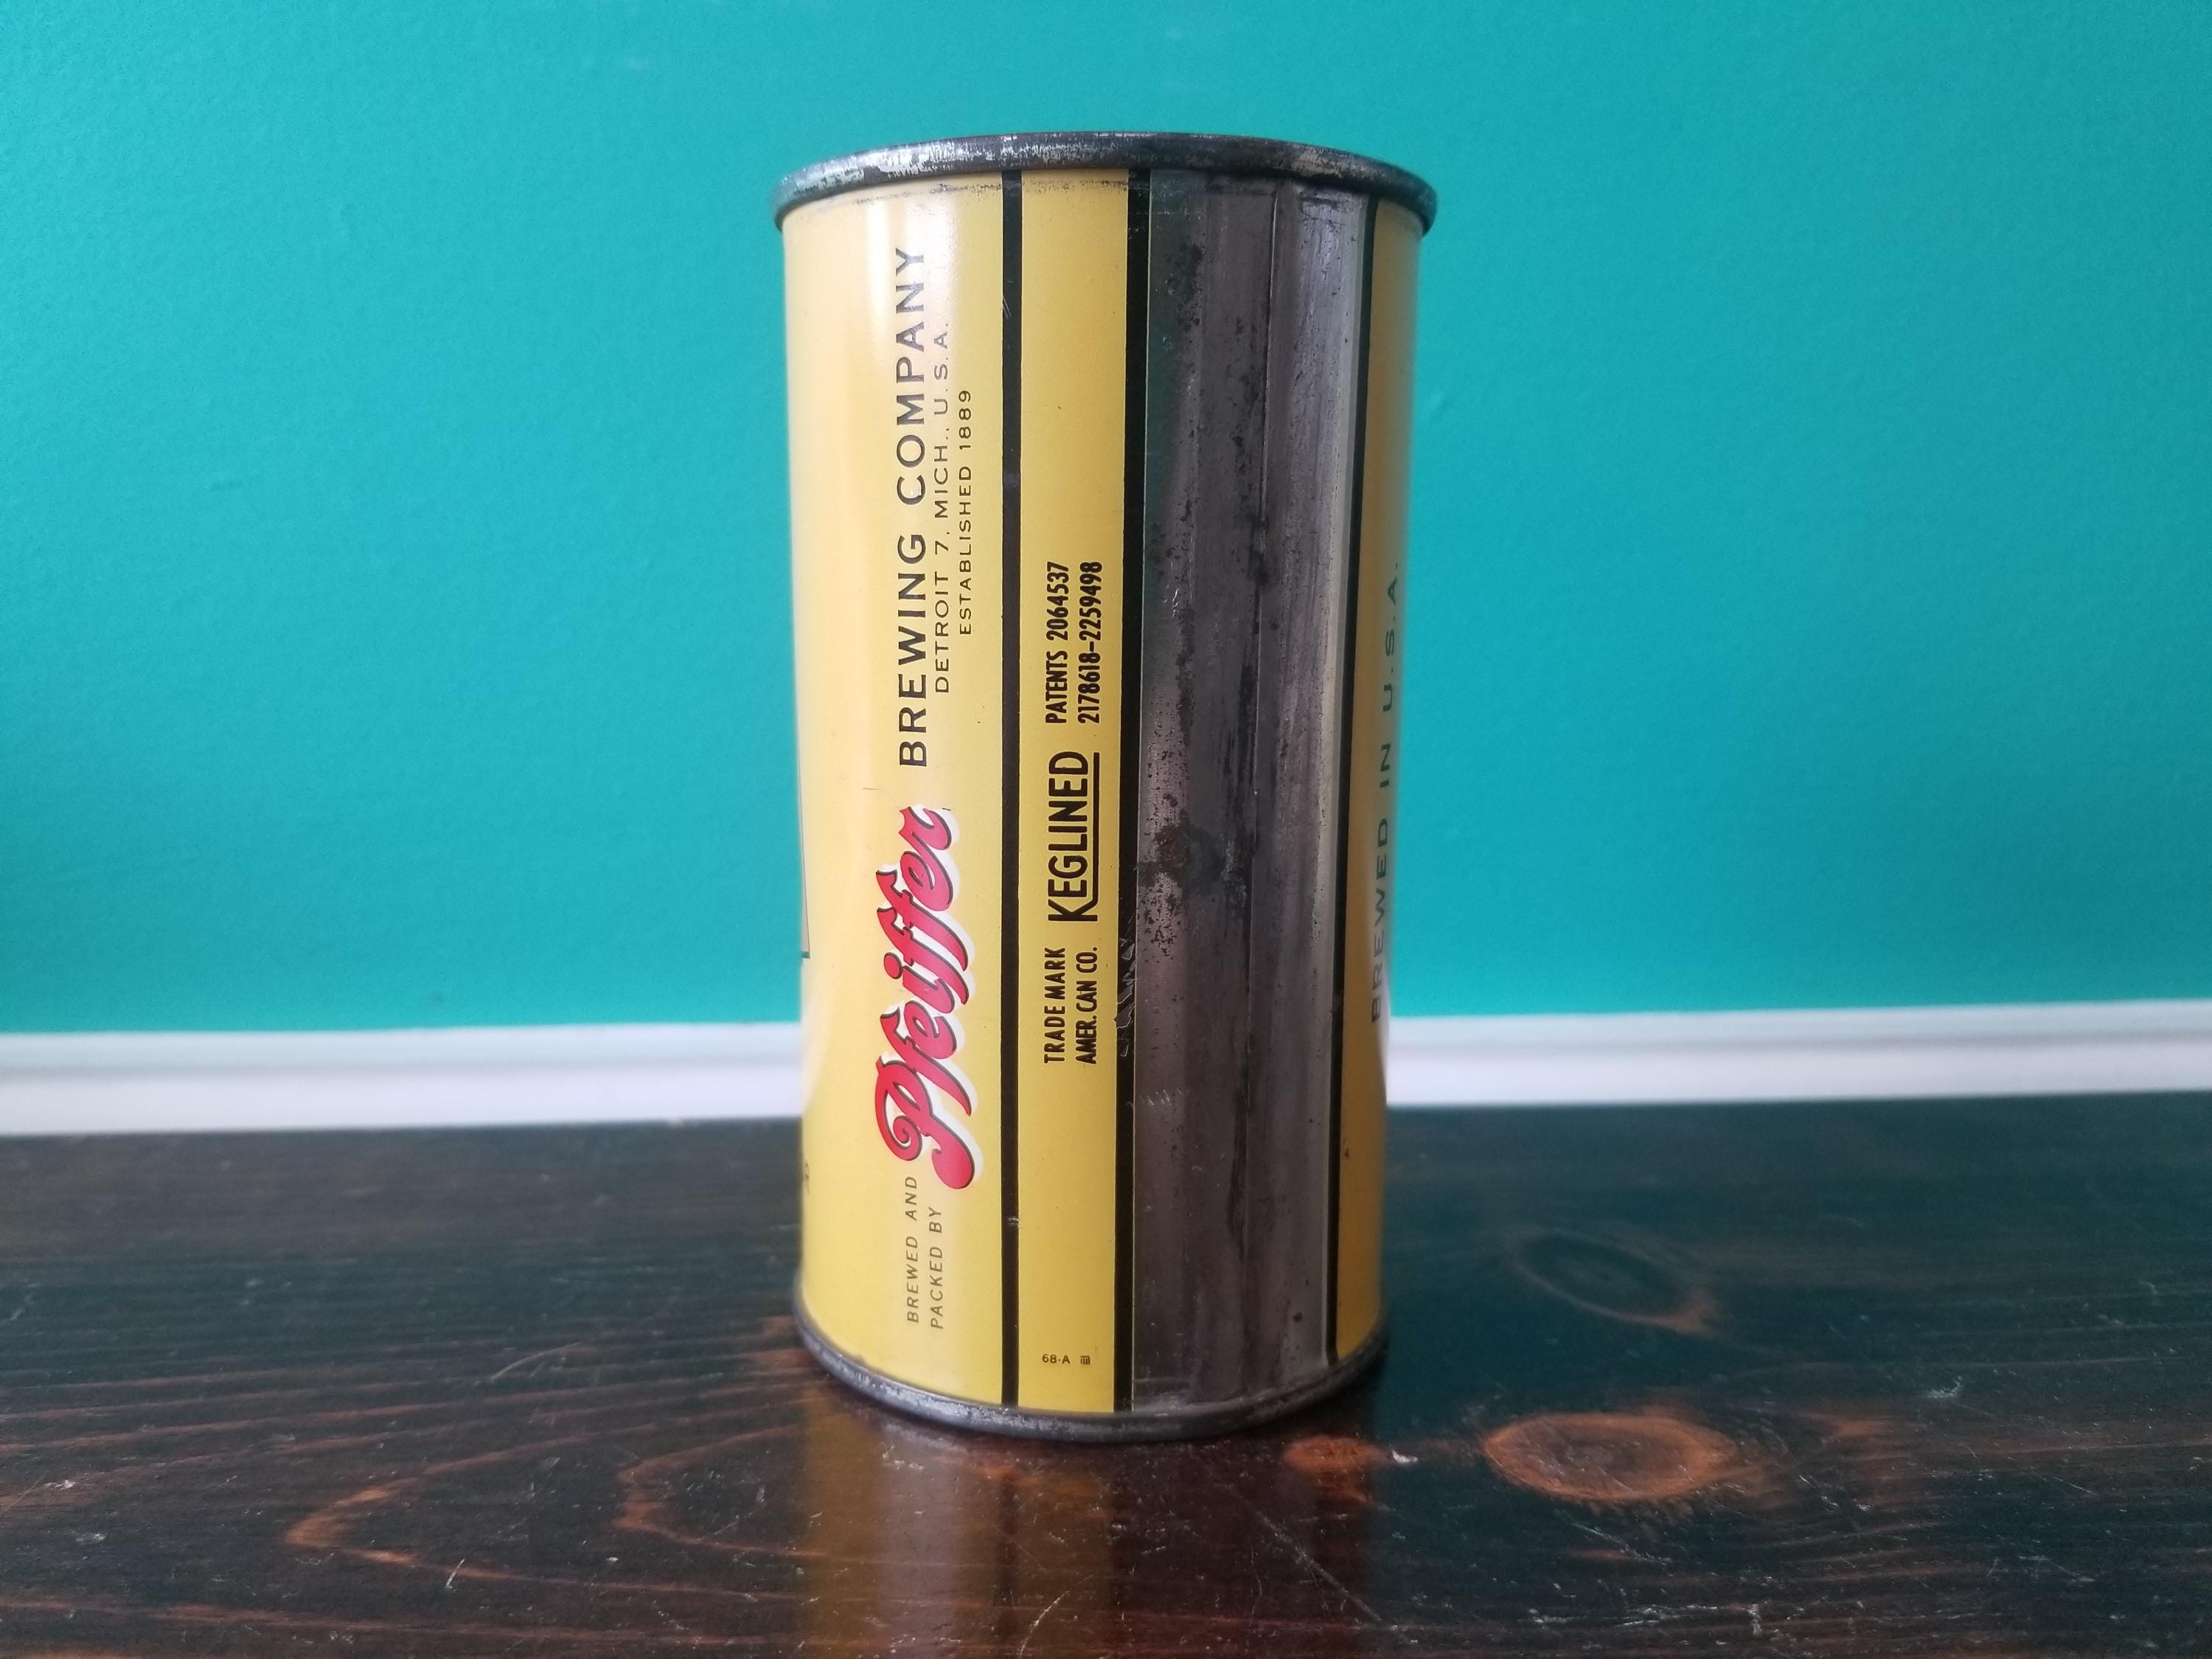 BREWED AND
PACKED BY
Pfeiffer BREWING COMPANY
DETROIT 7, MICH., U.S.A.
ESTABLISHED 1889
TRADE MARK
AMER. CAN CO.
KEGLINED
PATENTS 2064537
2178618-2259498
68-A
BREWED IN U.S.A.